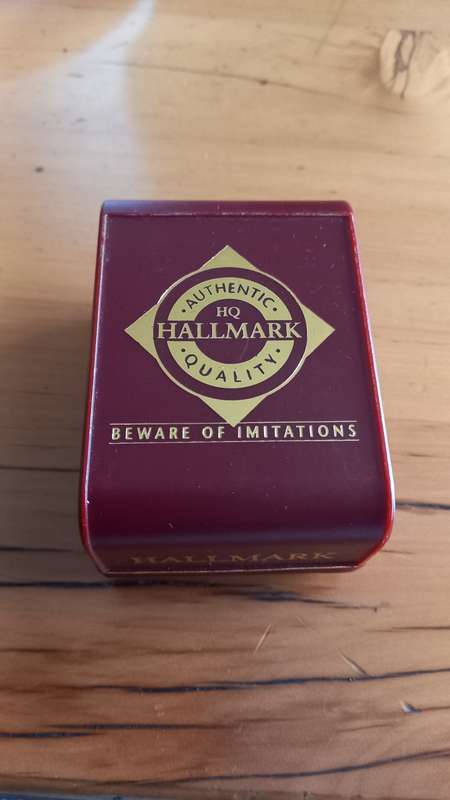 · AUTHENTIC ·
HQ
HALLMARK
· QUALITY ·
BEWARE OF IMITATIONS
HALLMARK